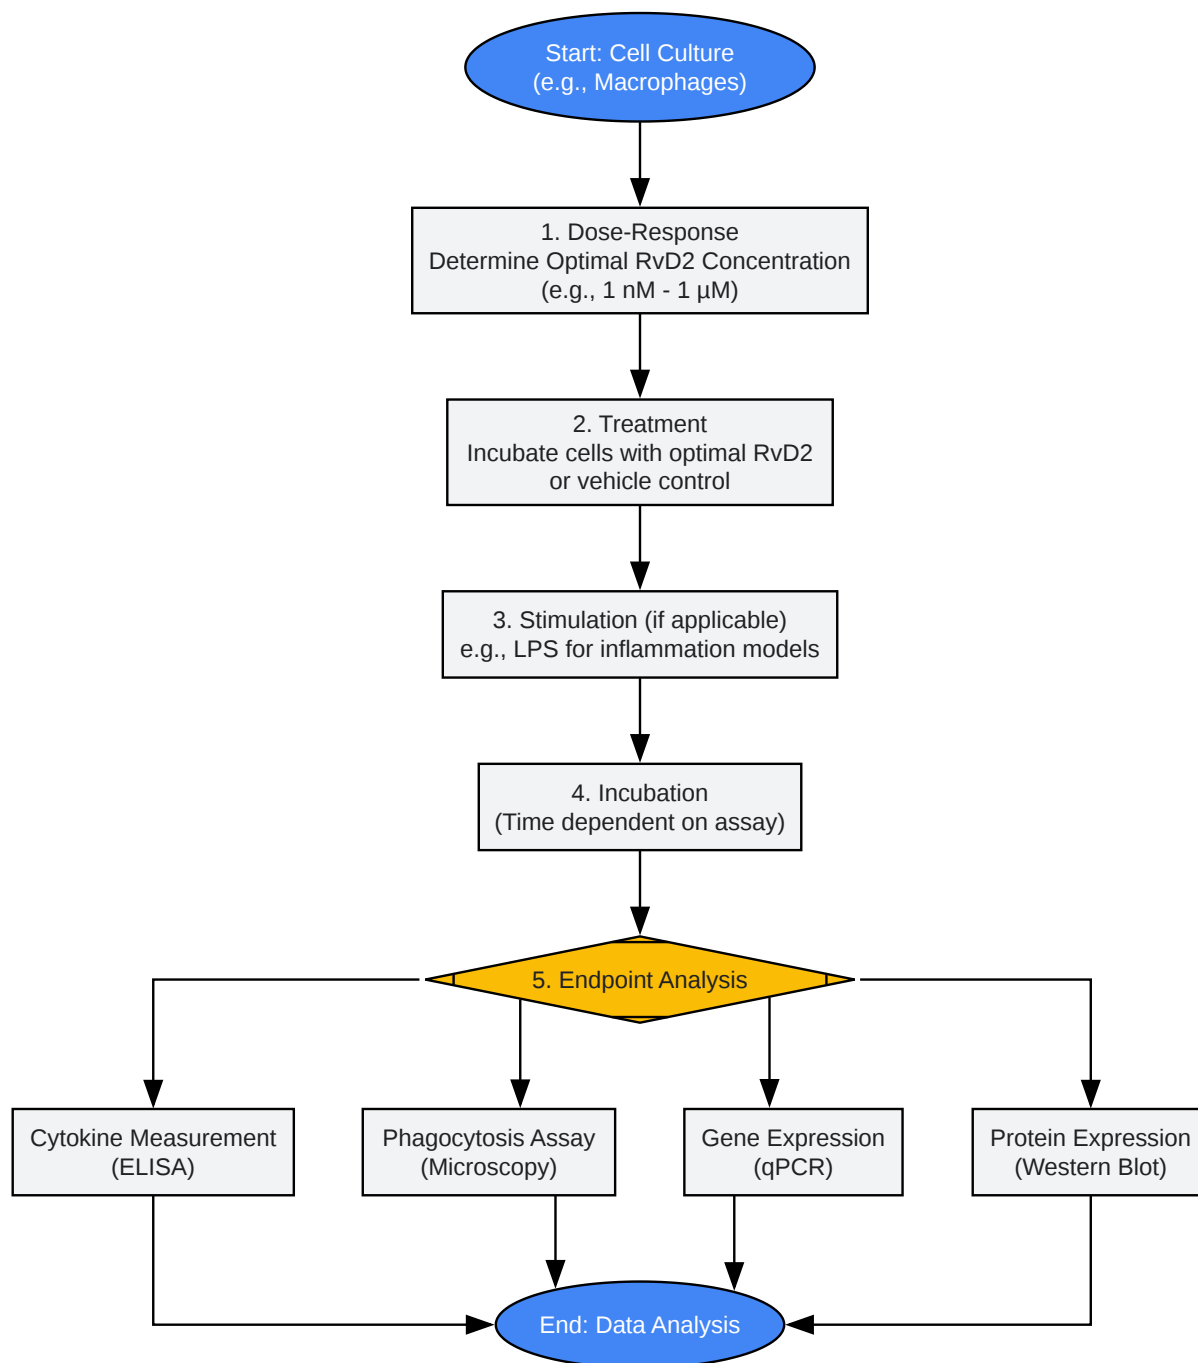 Start: Cell Culture
(e.g., Macrophages)
1. Dose-Response
Determine Optimal RvD2 Concentration
(e.g., 1 nM - 1 µM)
2. Treatment
Incubate cells with optimal RvD2
or vehicle control
3. Stimulation (if applicable)
e.g., LPS for inflammation models
4. Incubation
(Time dependent on assay)
5. Endpoint Analysis
Cytokine Measurement
(ELISA)
Phagocytosis Assay
(Microscopy)
Gene Expression
(qPCR)
Protein Expression
(Western Blot)
End: Data Analysis